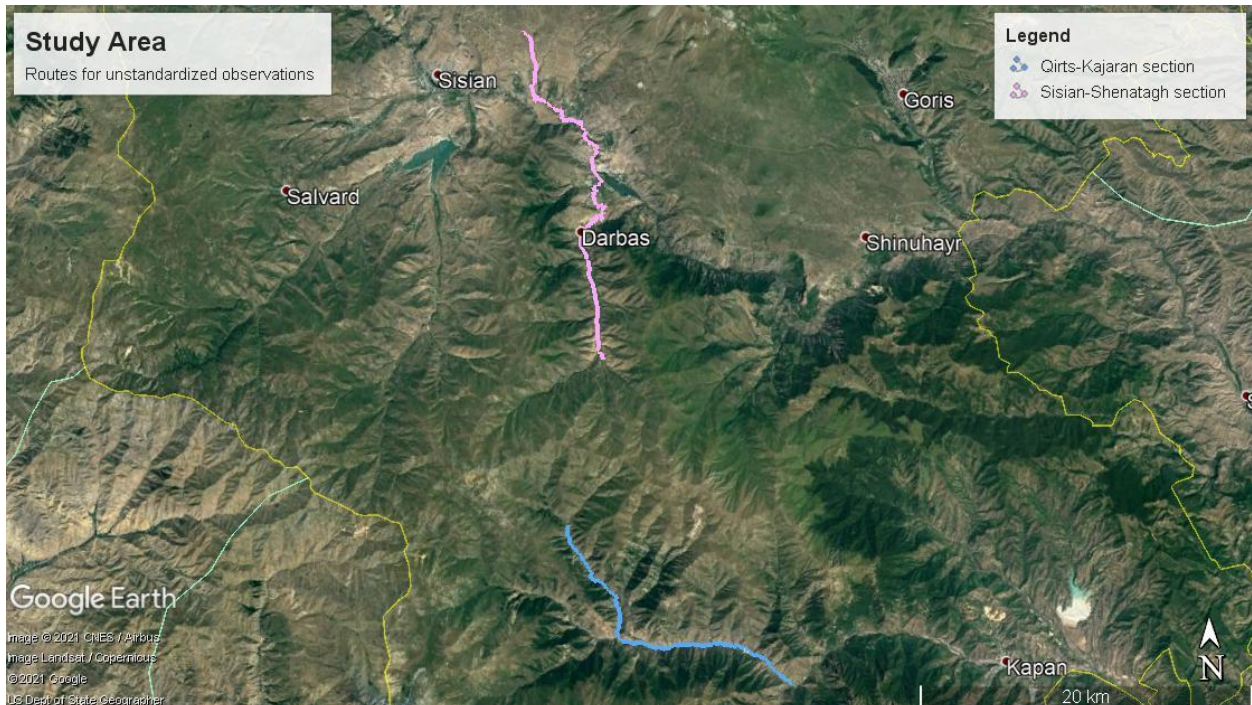 Study Area
Routes for unstandardized observations
Legend
Qirts-Kajaran section
Sisian-Shenatagh section
Sisian
Goris
Salvard
Darbas
Shinuhayr
Kapan
Google Earth
Image © 2021 CNES / Airbus
Image Landsat / Copernicus
© 2021 Google
US Dept of State Geographer
N
20 km